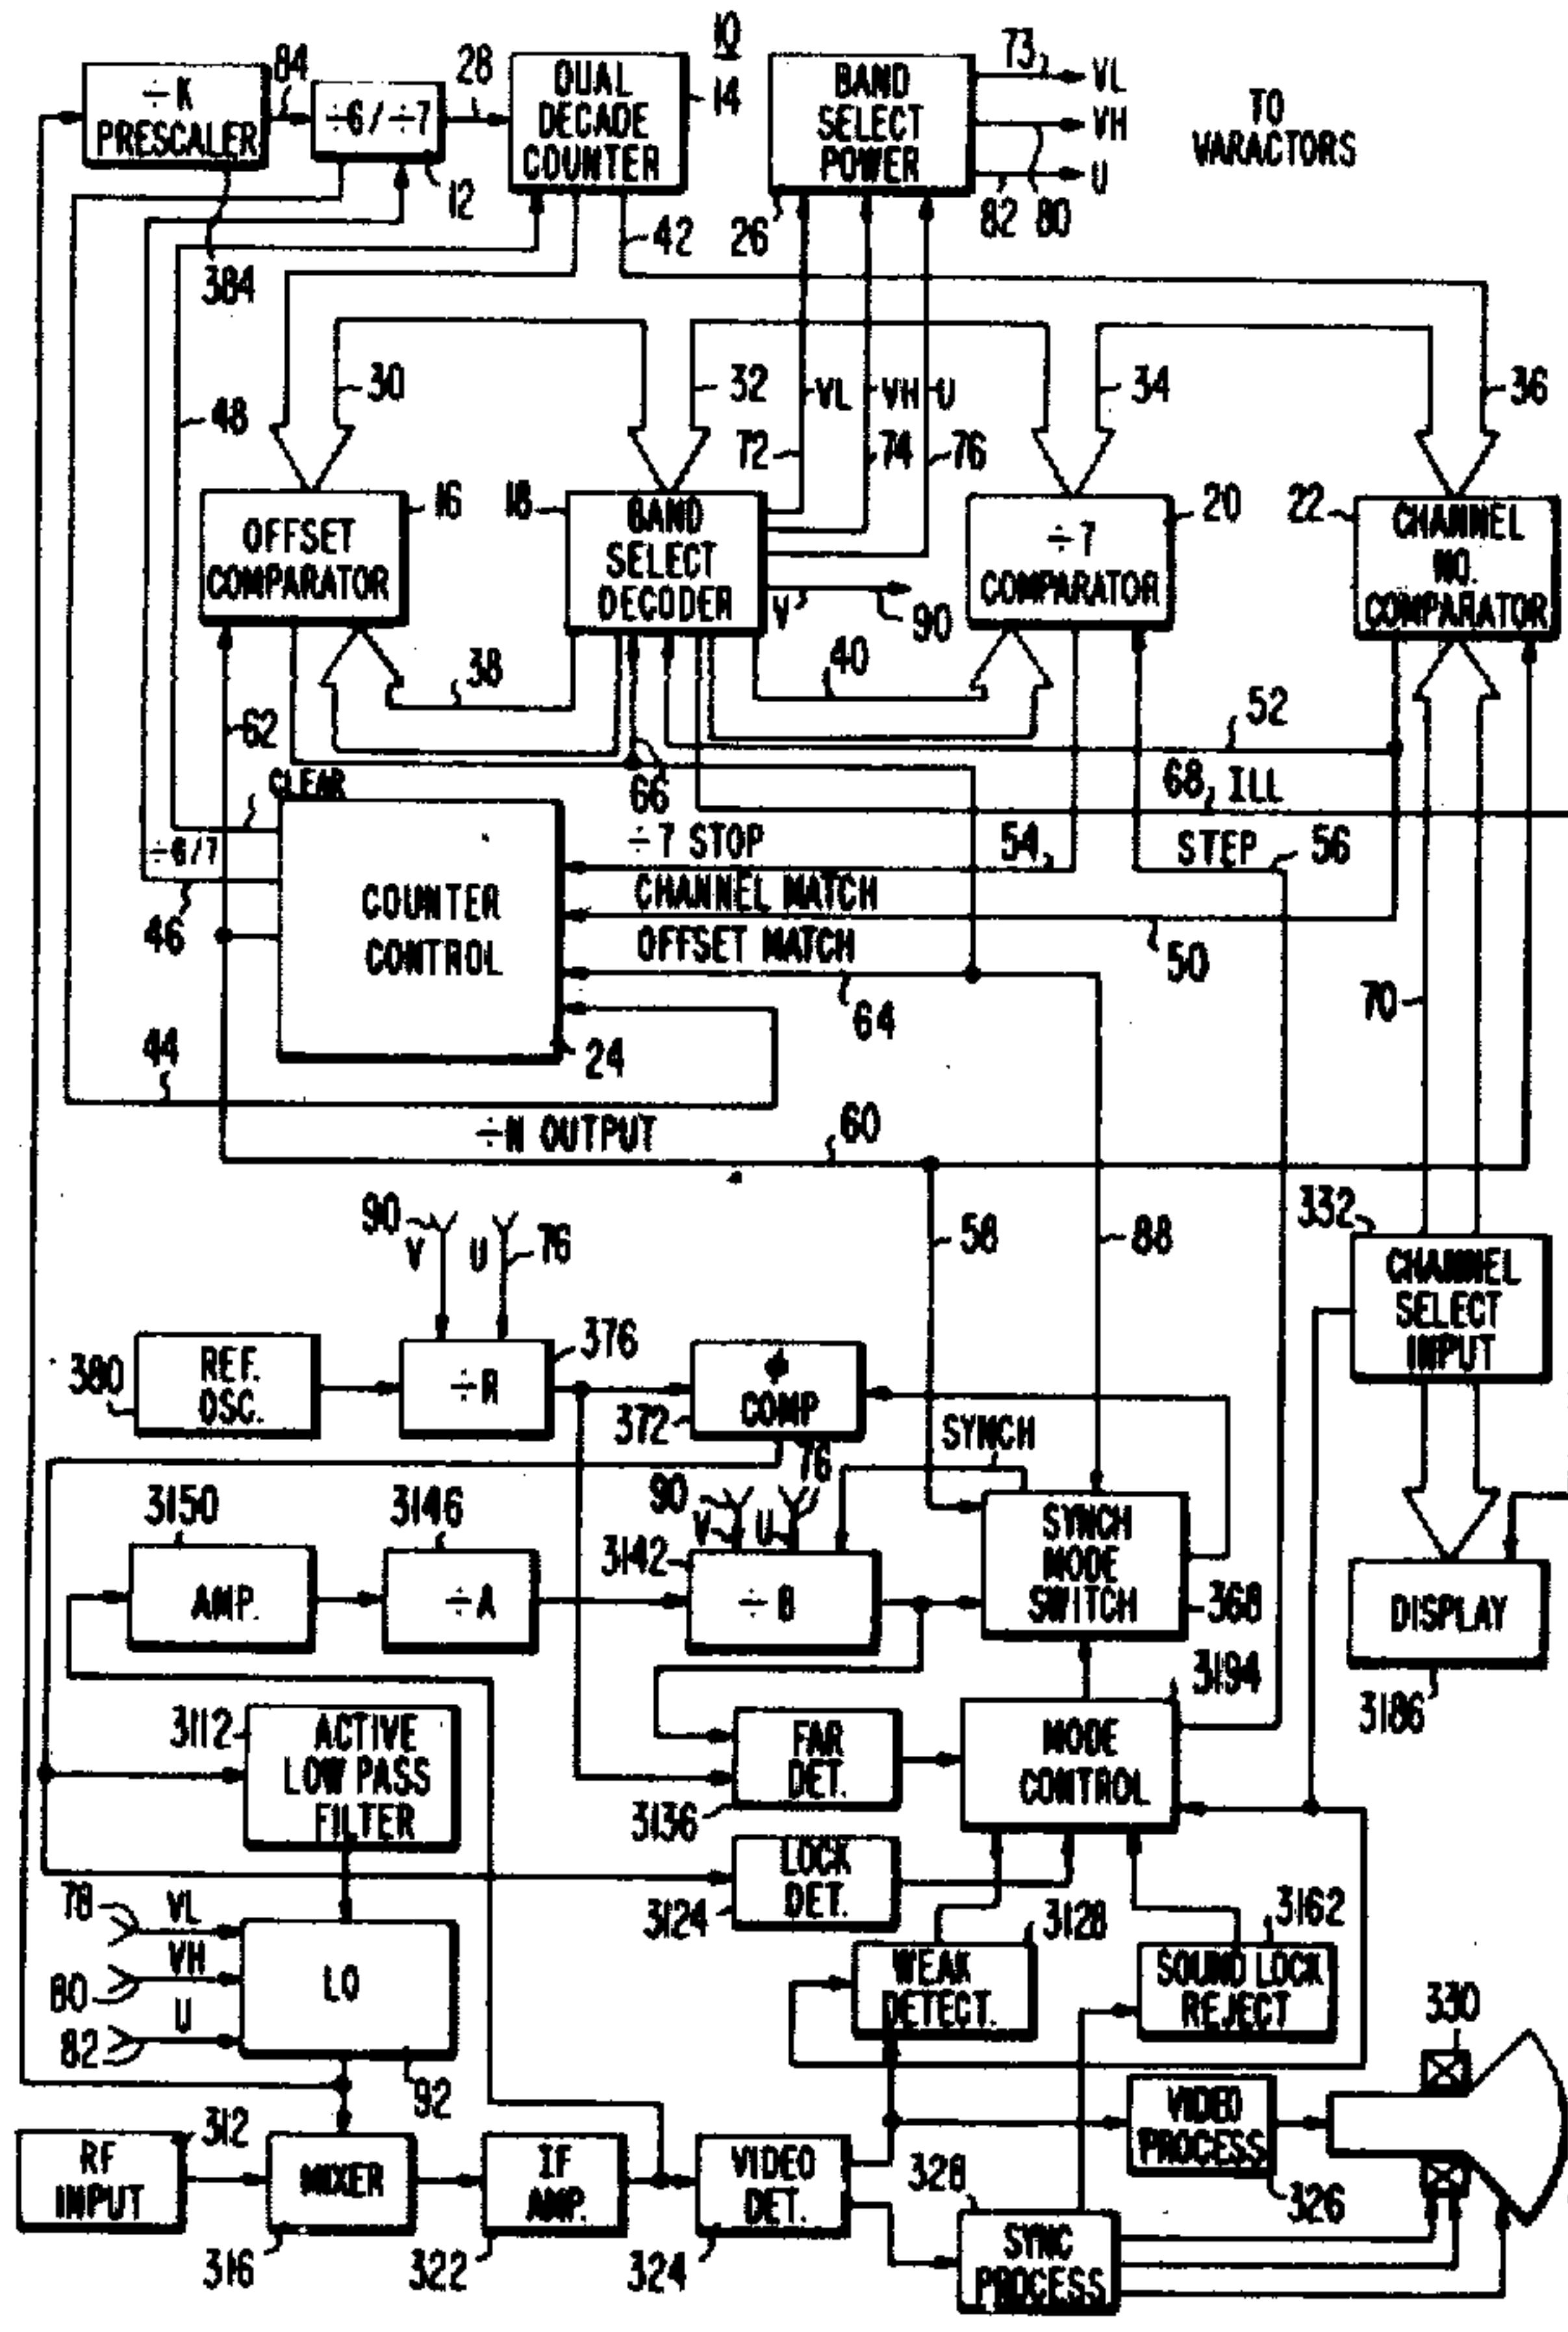 10
÷K
PRESCALER
84
÷6/÷7
28
DUAL
DECADE
COUNTER
14
BAND
SELECT
POWER
73
VL
VH
U
TO
VARACTORS
12
384
42
26
82
80
48
30
32
VL
VH
U
34
36
72
74
76
16
OFFSET
COMPARATOR
18
BAND
SELECT
DECODER
V
90
÷7
COMPARATOR
20
22
CHANNEL
NO.
COMPARATOR
38
40
62
66
52
68
ILL
CLEAR
÷6/7
46
COUNTER
CONTROL
÷7 STOP
54
STEP
56
CHANNEL MATCH
50
OFFSET MATCH
64
24
70
44
÷N OUTPUT
60
58
88
332
CHANNEL
SELECT
INPUT
90
V
U
76
380
REF.
OSC.
÷R
376
Φ
COMP
372
SYNCH
76
3150
AMP.
3146
÷A
90
V
U
3142
÷B
SYNCH
MODE
SWITCH
368
DISPLAY
3186
3194
3112
ACTIVE
LOW PASS
FILTER
FAR
DET.
3136
MODE
CONTROL
LOCK
DET.
3124
3128
3162
WEAK
DETECT.
SOUND LOCK
REJECT
78
VL
VH
80
U
82
LO
92
330
RF
INPUT
312
MIXER
316
IF
AMP.
322
VIDEO
DET.
324
VIDEO
PROCESS
326
328
SYNC
PROCESS